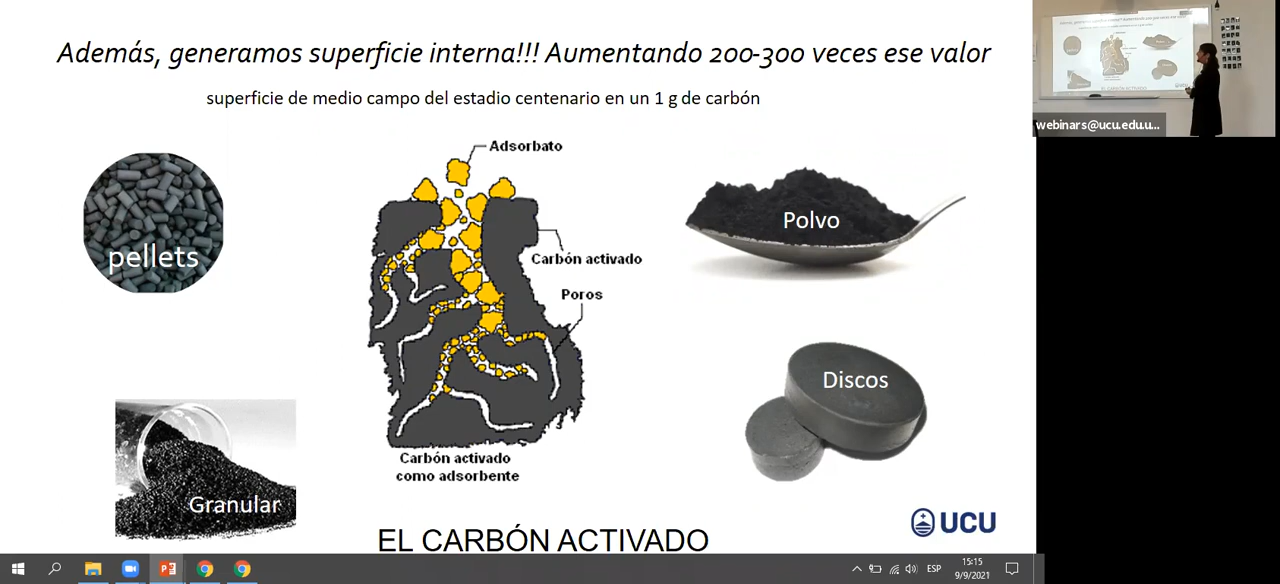 Además, generamos superficie interna!!! Aumentando 200-300 veces ese valor
superficie de medio campo del estadio centenario en un 1 g de carbón
webinars@ucu.edu.u...
Adsorbato
pellets
Polvo
Carbón activado
Poros
Discos
Carbón activado
como adsorbente
Granular
UCU
EL CARBÓN ACTIVADO
ESP
15:15
9/9/2021